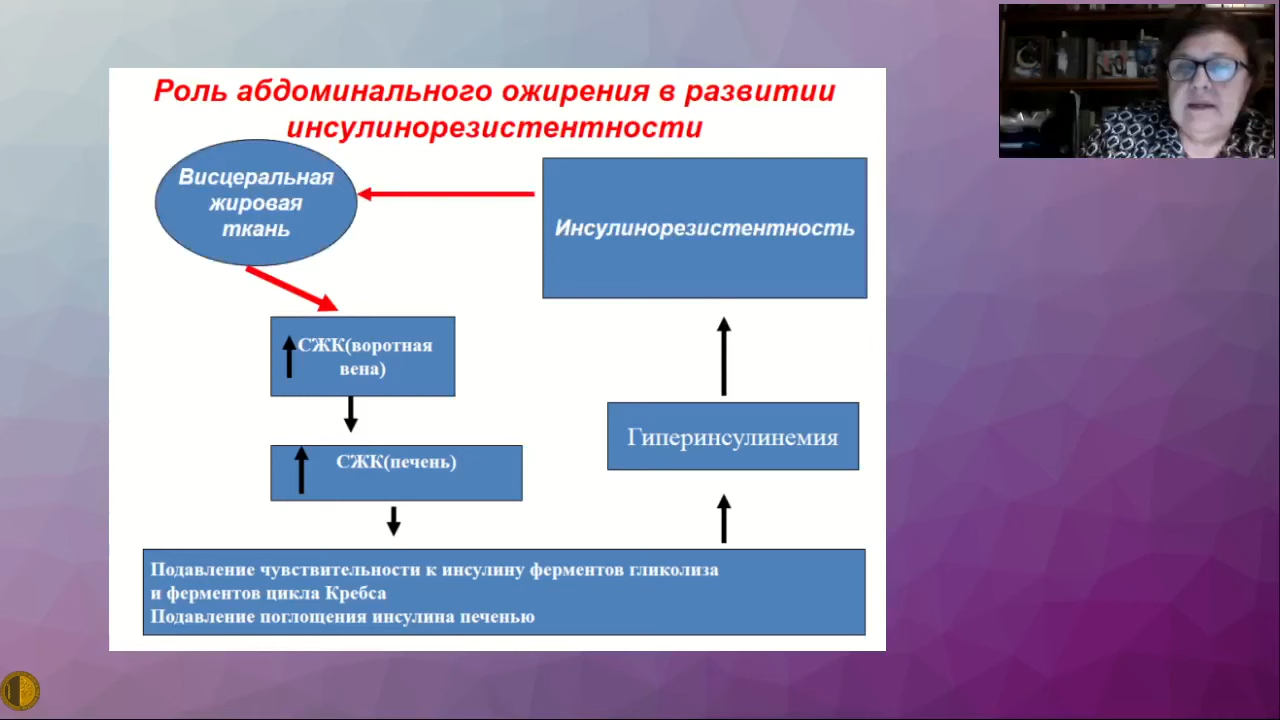 Роль абдоминального ожирения в развитии
инсулинорезистентности
Висцеральная
жировая
ткань
Инсулинорезистентность
СЖК(воротная
вена)
СЖК(печень)
Гиперинсулинемия
Подавление чувствительности к инсулину ферментов гликолиза
и ферментов цикла Кребса
Подавление поглощения инсулина печенью